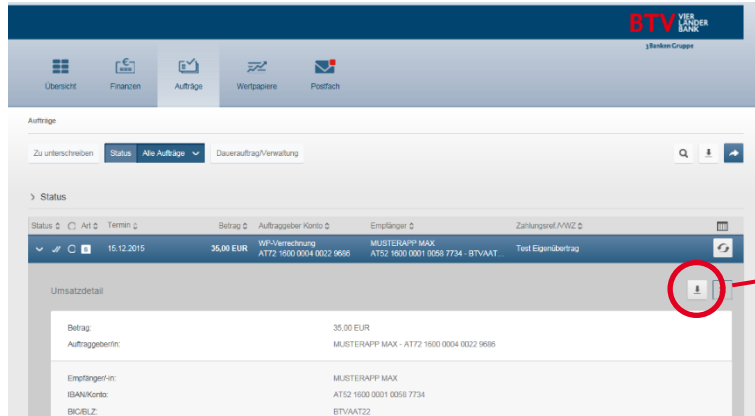 BTV VIER
LÄNDER
BANK
3Banken Gruppe
Übersicht Finanzen Aufträge Wertpapiere Postfach
Aufträge
Zu unterschreiben Status Alle Aufträge Dauerauftrag/Verwaltung
Status
Status Art Termin Betrag Auftraggeber Konto Empfänger Zahlungsref./VWZ
15.12.2015 35,00 EUR WP-Verrechnung MUSTERAPP MAX Test Eigenübertrag
AT72 1600 0004 0022 9686 AT52 1600 0001 0058 7734 - BTVAAT...
Umsatzdetail
Betrag: 35,00 EUR
Auftraggeber/in: MUSTERAPP MAX - AT72 1600 0004 0022 9686
Empfänger/-in: MUSTERAPP MAX
IBAN/Konto: AT52 1600 0001 0058 7734
BIC/BLZ: BTVAAT22